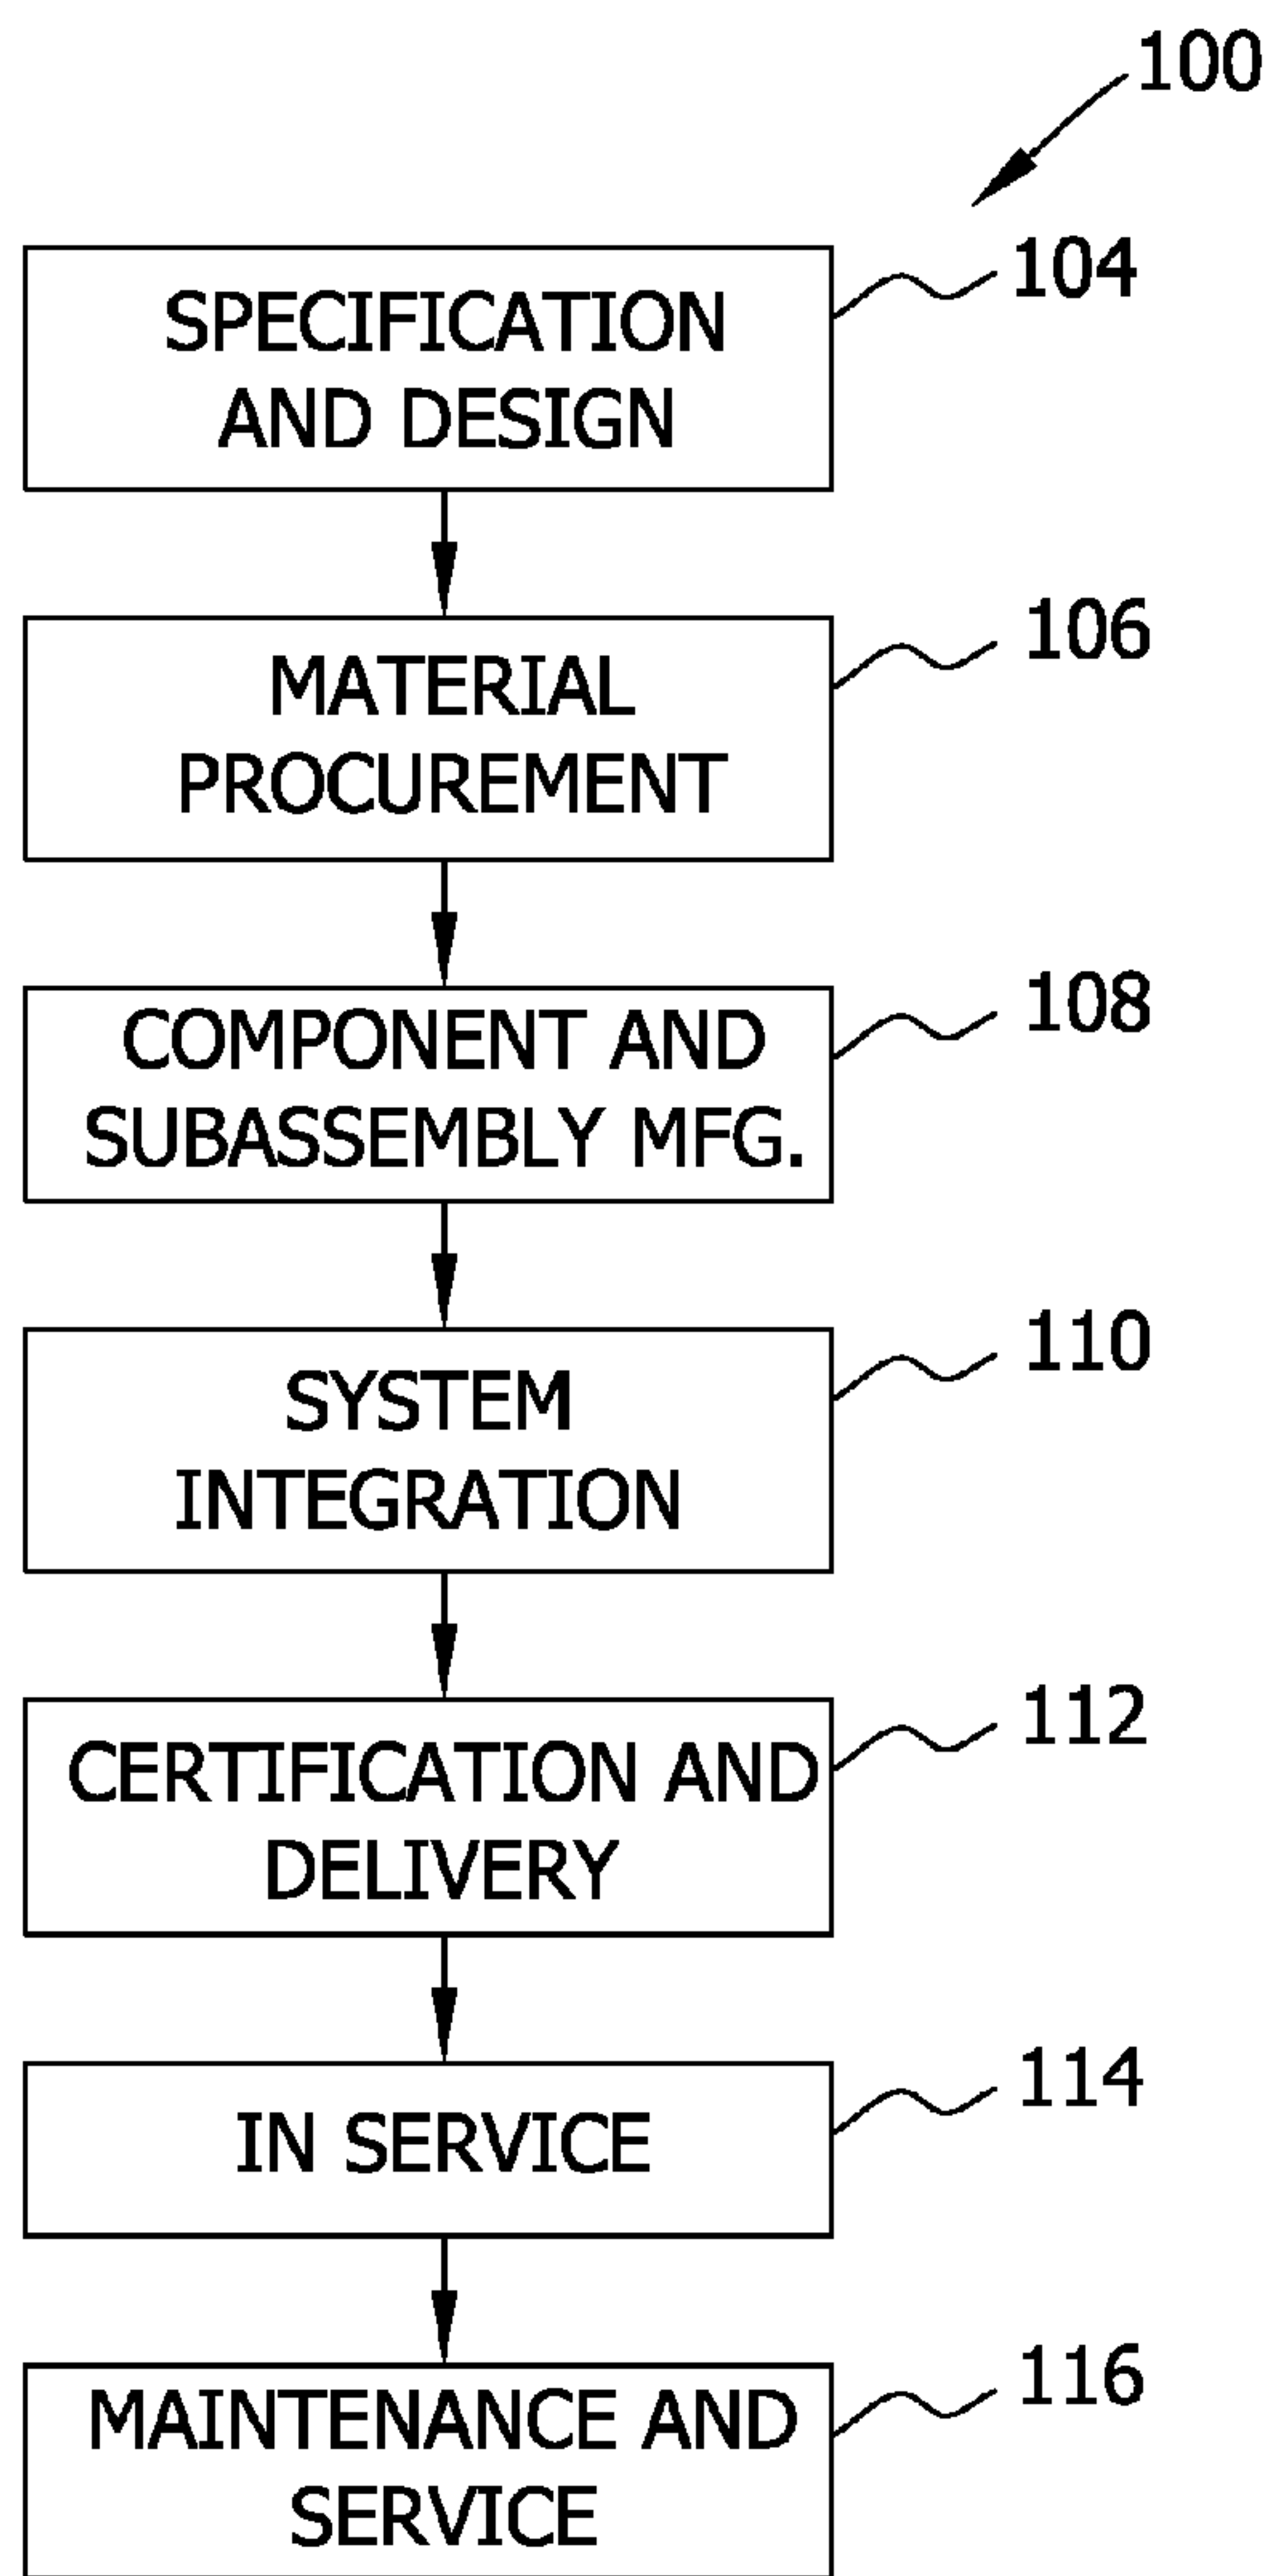 100
104
SPECIFICATION
AND DESIGN
106
MATERIAL
PROCUREMENT
108
COMPONENT AND
SUBASSEMBLY MFG.
110
SYSTEM
INTEGRATION
112
CERTIFICATION AND
DELIVERY
114
IN SERVICE
116
MAINTENANCE AND
SERVICE